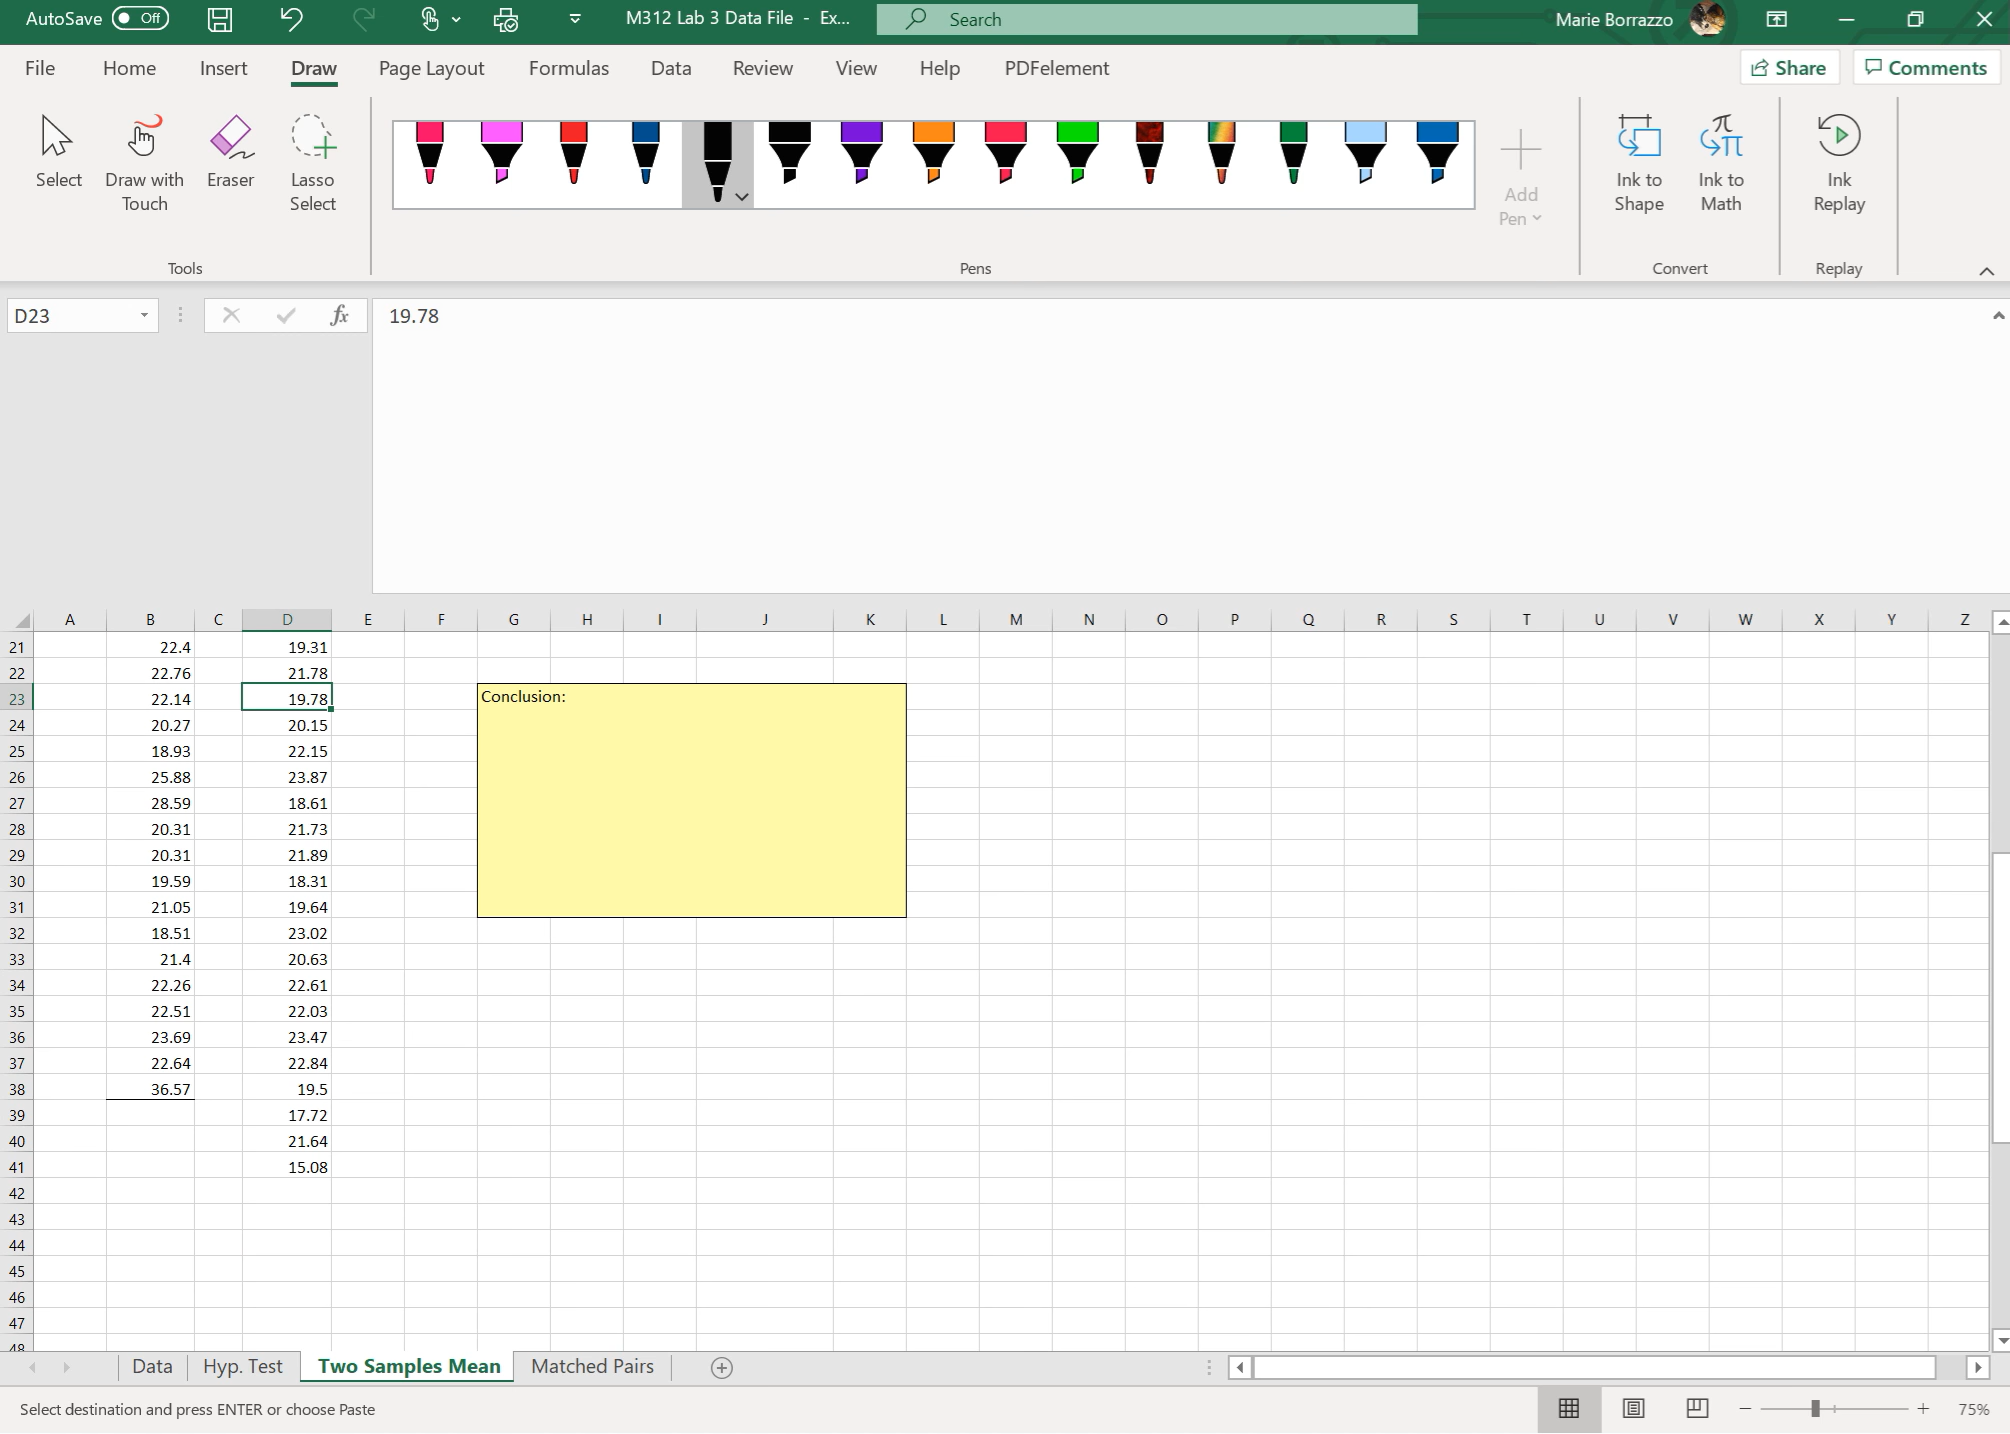 AutoSave Off M312 Lab 3 Data File - Ex... Search Marie Borrazzo
File Home Insert Draw Page Layout Formulas Data Review View Help PDFelement Share Comments
Select Draw with Touch Eraser Lasso Select Add Pen Ink to Shape Ink to Math Ink Replay
Tools Pens Convert Replay
D23 fx 19.78
A B C D E F G H I J K L M N O P Q R S T U V W X Y Z
21 22.4 19.31
22 22.76 21.78
23 22.14 19.78 Conclusion:
24 20.27 20.15
25 18.93 22.15
26 25.88 23.87
27 28.59 18.61
28 20.31 21.73
29 20.31 21.89
30 19.59 18.31
31 21.05 19.64
32 18.51 23.02
33 21.4 20.63
34 22.26 22.61
35 22.51 22.03
36 23.69 23.47
37 22.64 22.84
38 36.57 19.5
39 17.72
40 21.64
41 15.08
42
43
44
45
46
47
48
Data Hyp. Test Two Samples Mean Matched Pairs
Select destination and press ENTER or choose Paste 75%